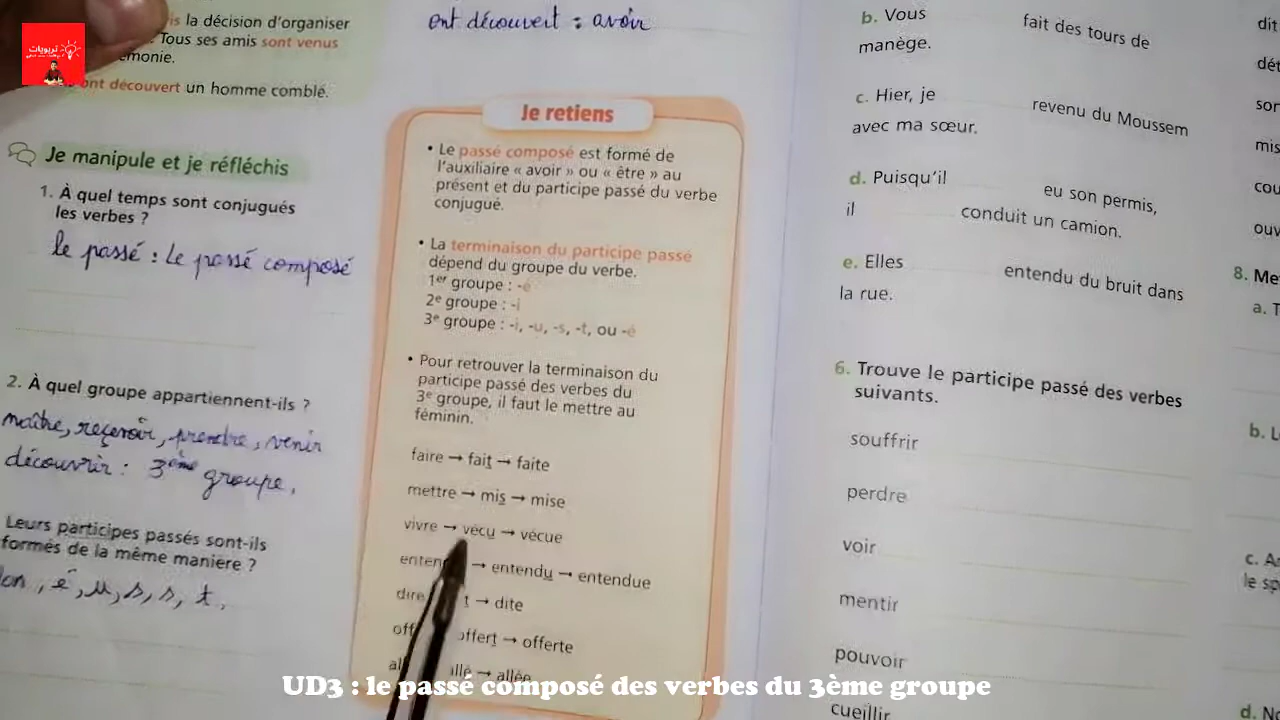 تربويات
la décision d'organiser
Tous ses amis sont venus
ont découvert un homme comblé.
Je manipule et je réfléchis
1. À quel temps sont conjugués
les verbes ?
le passé : le passé composé
2. À quel groupe appartiennent-ils ?
naître, reçevoir, prendre, venir
découvrir : 3ème groupe.
Leurs participes passés sont-ils
formés de la même manière ?
é, u, s, s, t.
ont découvert : avoir
Je retiens
• Le passé composé est formé de
l'auxiliaire « avoir » ou « être » au
présent et du participe passé du verbe
conjugué.
• La terminaison du participe passé
dépend du groupe du verbe.
1er groupe : -é
2e groupe : -i
3e groupe : -i, -u, -s, -t, ou -é
• Pour retrouver la terminaison du
participe passé des verbes du
3e groupe, il faut le mettre au
féminin.
faire → fait → faite
mettre → mis → mise
vivre → vécu → vécue
→ entendu → entendue
dire → dite
offert → offerte
allé → allée
b. Vous fait des tours de
manège.
c. Hier, je revenu du Moussem
avec ma sœur.
d. Puisqu'il eu son permis,
il conduit un camion.
e. Elles entendu du bruit dans
la rue.
6. Trouve le participe passé des verbes
suivants.
souffrir
perdre
voir
mentir
pouvoir
cueillir
8.
a.
b.
c.
d.
UD3 : le passé composé des verbes du 3ème groupe